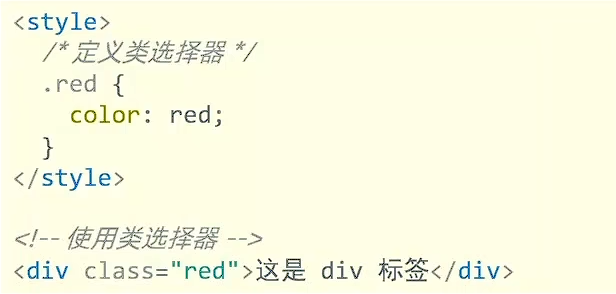 <style>
/* 定义类选择器 */
.red {
color: red;
}
</style>
<!-- 使用类选择器 -->
<div class="red">这是 div 标签</div>